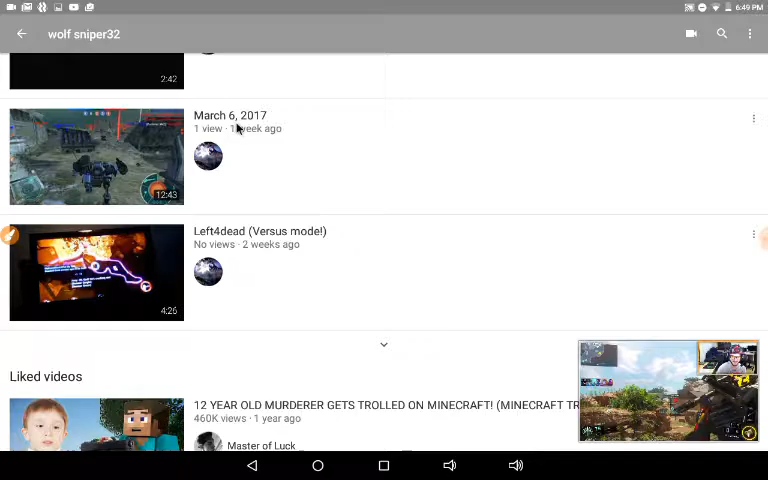 6:49 PM
wolf sniper32
2:42
March 6, 2017
1 view · 1 week ago
12:43
Left4dead (Versus mode!)
No views · 2 weeks ago
4:26
Liked videos
12 YEAR OLD MURDERER GETS TROLLED ON MINECRAFT! (MINECRAFT TR
460K views · 1 year ago
Master of Luck